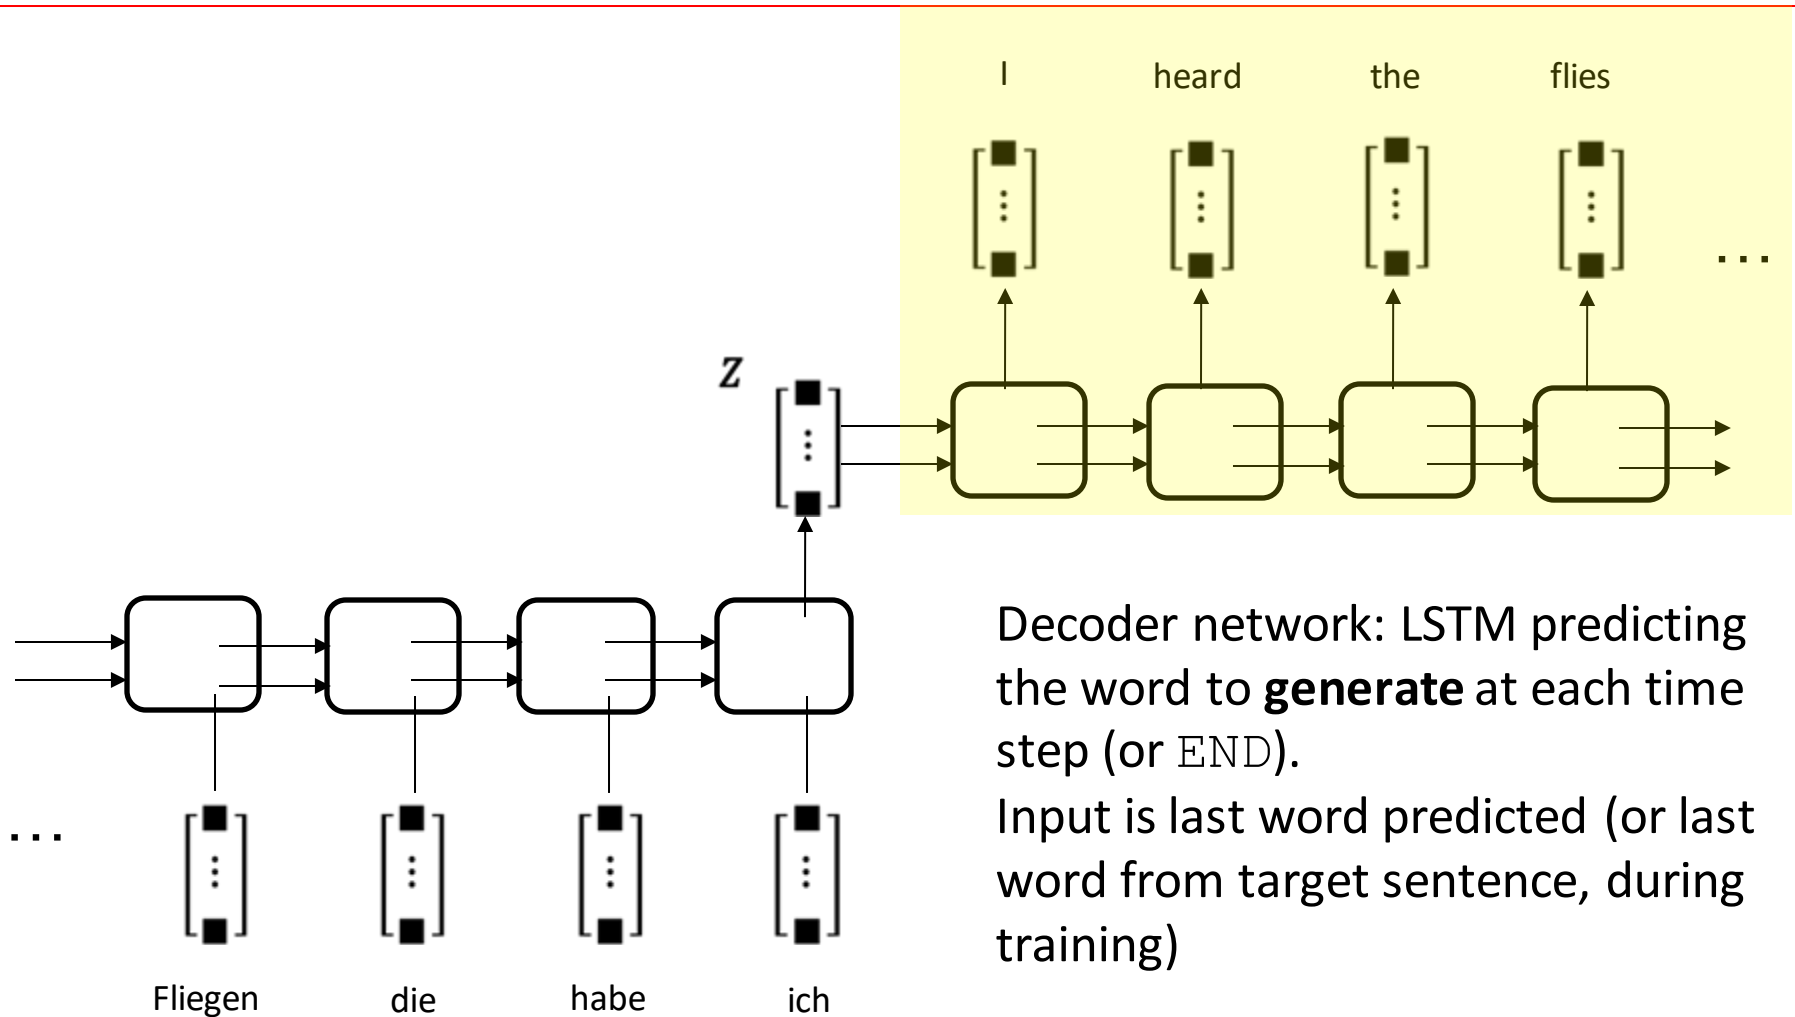 I heard the flies
...
z
Decoder network: LSTM predicting
the word to generate at each time
step (or END).
Input is last word predicted (or last
word from target sentence, during
training)
...
Fliegen die habe ich